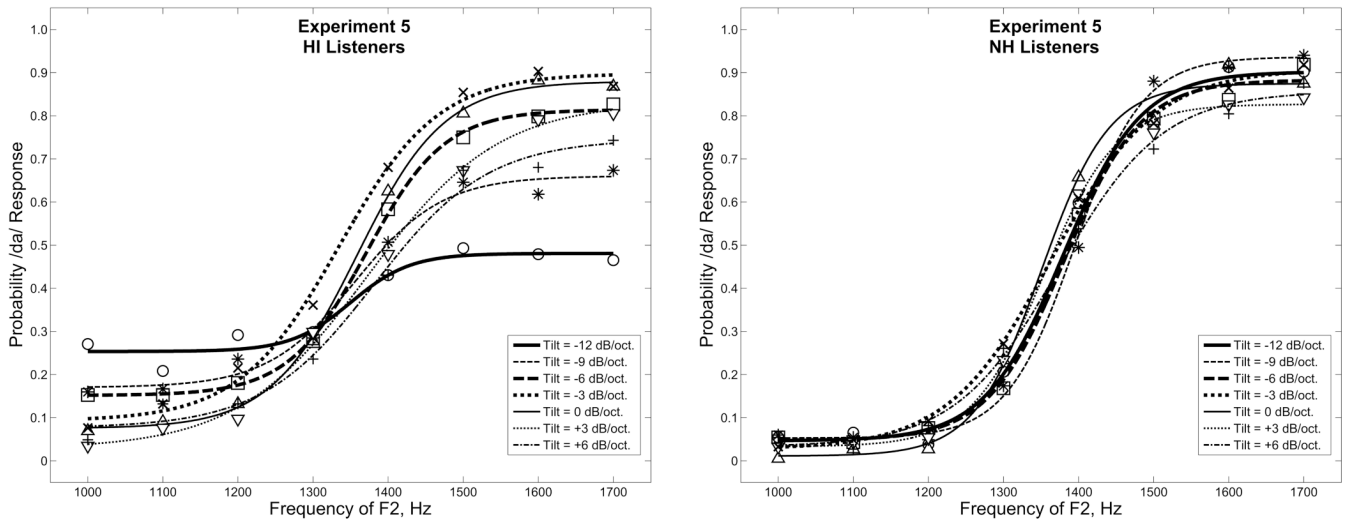 Experiment 5
HI Listeners
Probability /da/ Response
1.0
0.9
0.8
0.7
0.6
0.5
0.4
0.3
0.2
0.1
0
Tilt = -12 dB/oct.
Tilt = -9 dB/oct.
Tilt = -6 dB/oct.
Tilt = -3 dB/oct.
Tilt = 0 dB/oct.
Tilt = +3 dB/oct.
Tilt = +6 dB/oct.
1000 1100 1200 1300 1400 1500 1600 1700
Frequency of F2, Hz
Experiment 5
NH Listeners
Probability /da/ Response
1.0
0.9
0.8
0.7
0.6
0.5
0.4
0.3
0.2
0.1
0
Tilt = -12 dB/oct.
Tilt = -9 dB/oct.
Tilt = -6 dB/oct.
Tilt = -3 dB/oct.
Tilt = 0 dB/oct.
Tilt = +3 dB/oct.
Tilt = +6 dB/oct.
1000 1100 1200 1300 1400 1500 1600 1700
Frequency of F2, Hz